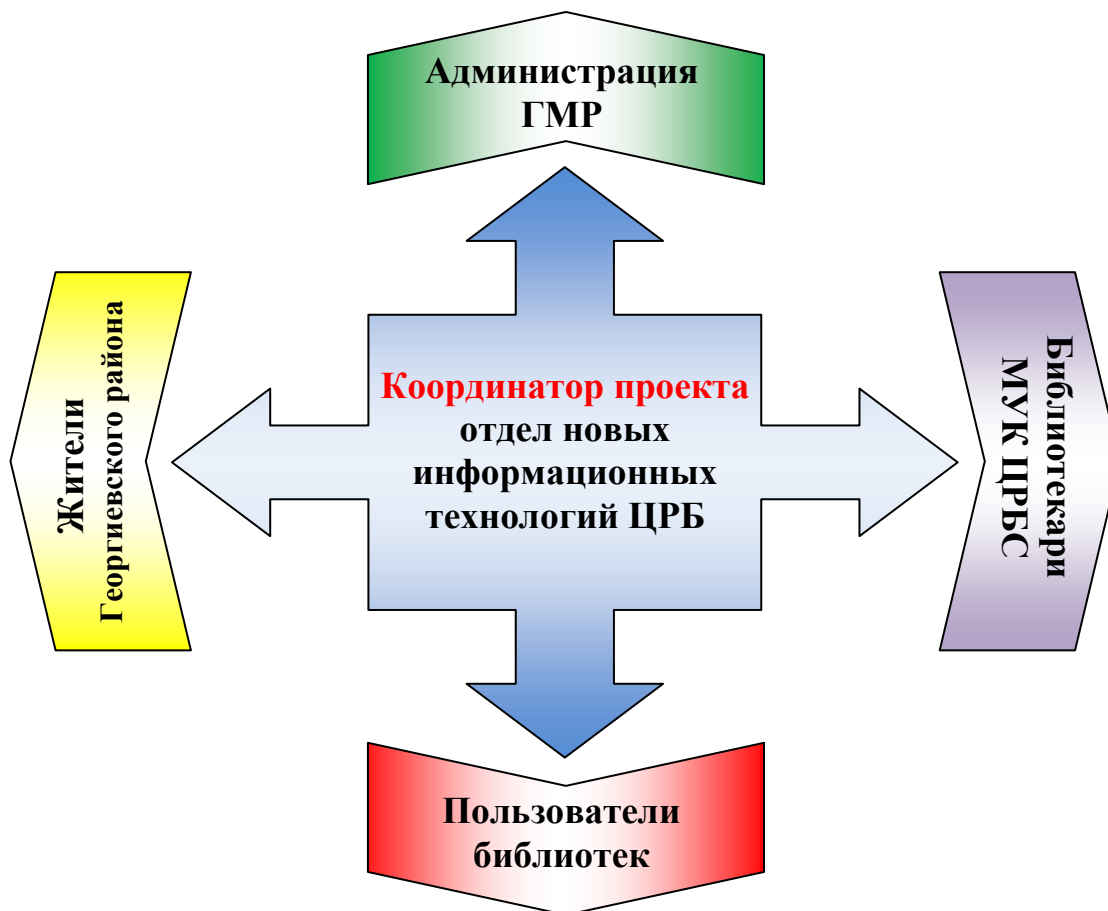 Администрация
ГМР
Жители
Георгиевского района
Координатор проекта
отдел новых
информационных
технологий ЦРБ
Библиотекари
МУК ЦРБС
Пользователи
библиотек